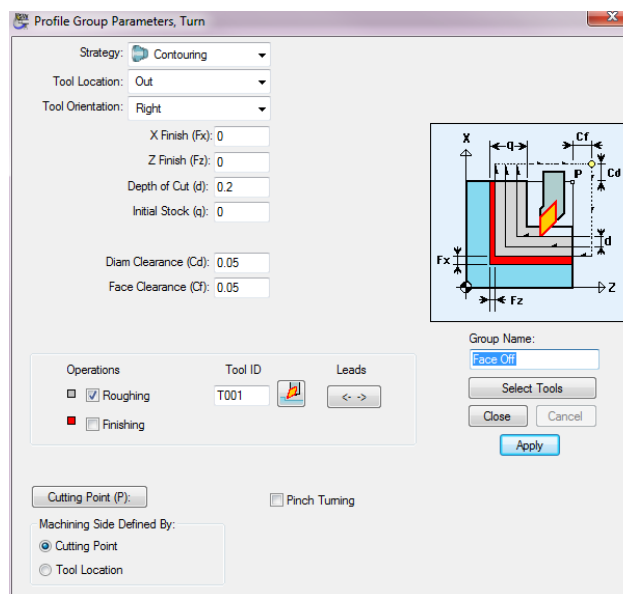 Profile Group Parameters, Turn
Strategy: Contouring
Tool Location: Out
Tool Orientation: Right
X Finish (Fx): 0
Z Finish (Fz): 0
Depth of Cut (d): 0.2
Initial Stock (q): 0
Diam Clearance (Cd): 0.05
Face Clearance (Cf): 0.05
X
q
Cf
P
Cd
d
Fx
Fz
Z
Group Name:
Face Off
Select Tools
Close Cancel
Apply
Operations Tool ID Leads
Roughing T001 <- ->
Finishing
Cutting Point (P):
Pinch Turning
Machining Side Defined By:
Cutting Point
Tool Location